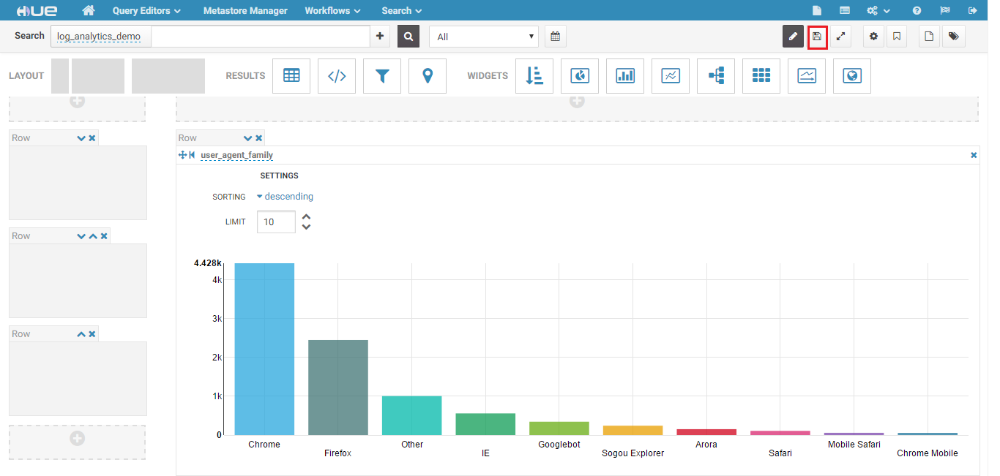 HUE Query Editors Metastore Manager Workflows Search
Search log_analytics_demo All
LAYOUT RESULTS WIDGETS
Row
Row
user_agent_family
SETTINGS
SORTING descending
LIMIT 10
Row
Row
4.428k
4k
3k
2k
1k
0
Chrome
Firefox
Other
IE
Googlebot
Sogou Explorer
Arora
Safari
Mobile Safari
Chrome Mobile